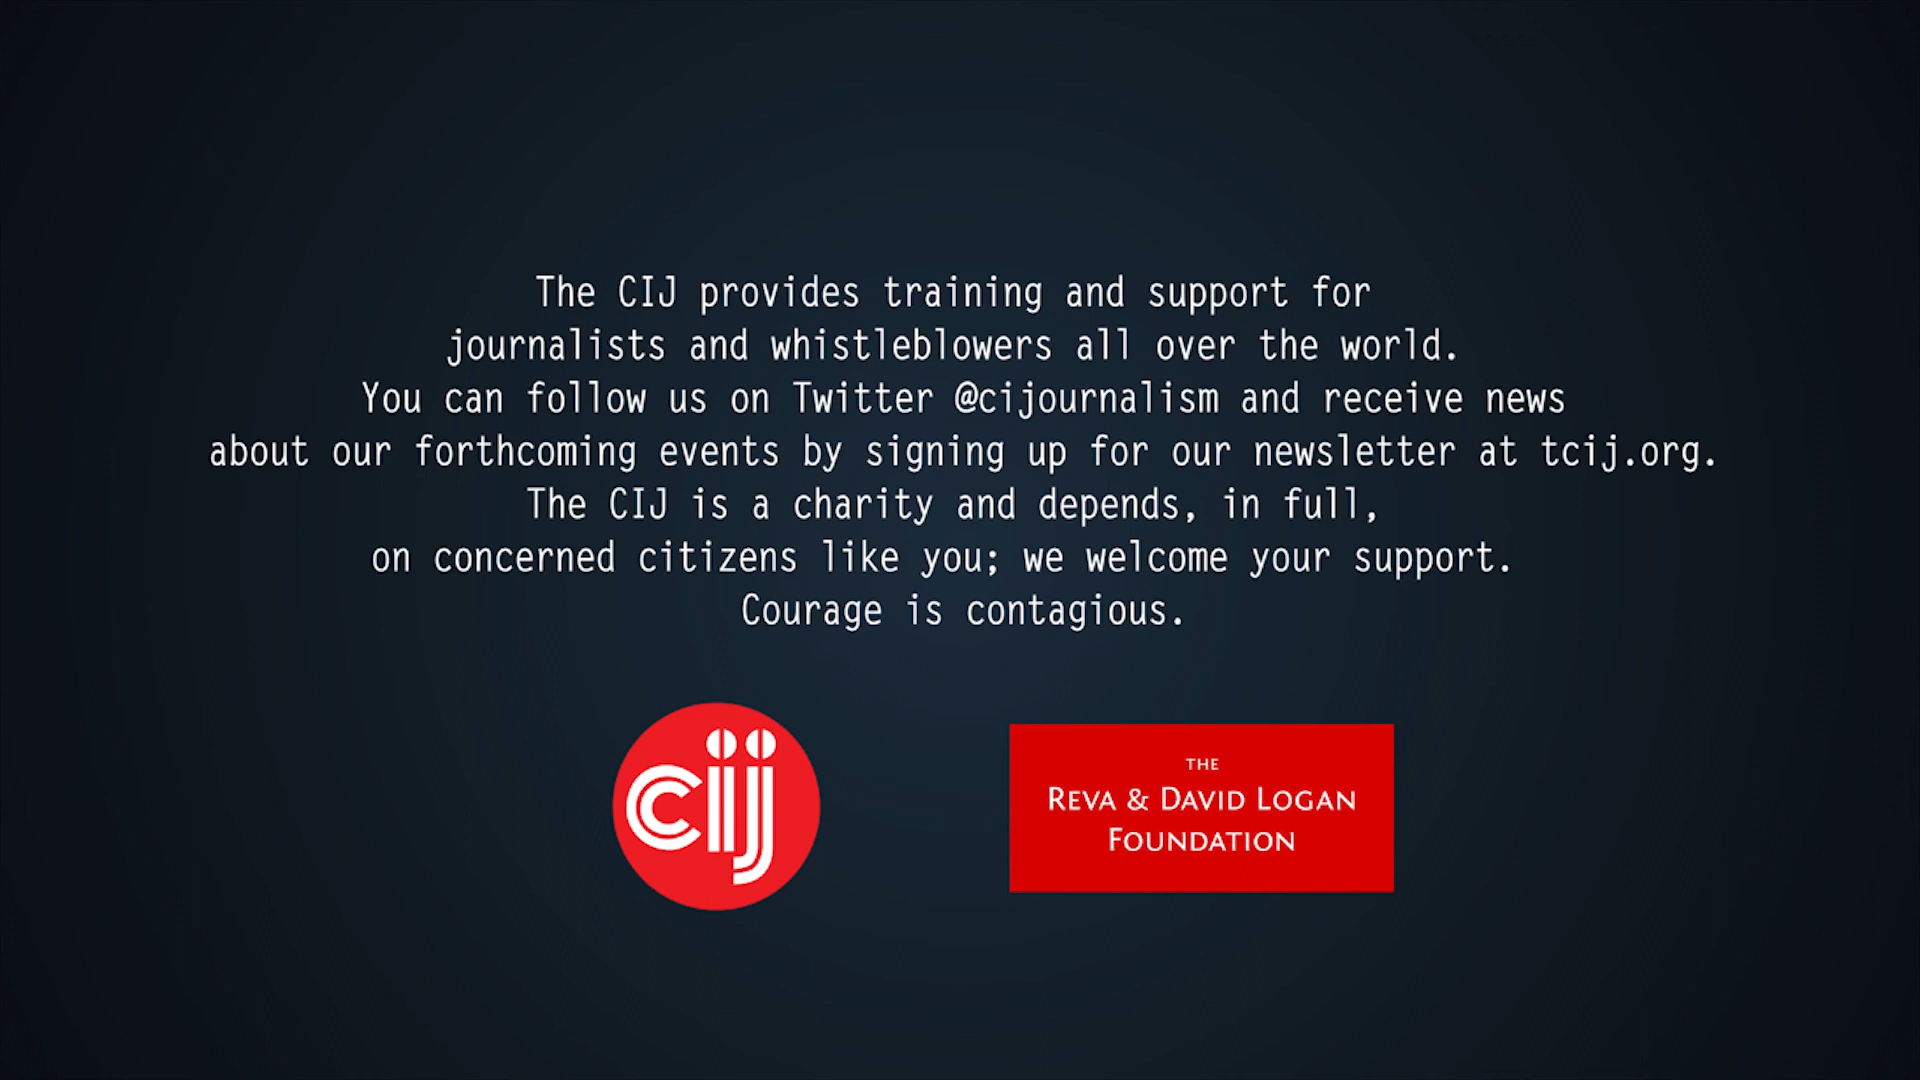 The CIJ provides training and support for
journalists and whistleblowers all over the world.
You can follow us on Twitter @cijournalism and receive news
about our forthcoming events by signing up for our newsletter at tcij.org.
The CIJ is a charity and depends, in full,
on concerned citizens like you; we welcome your support.
Courage is contagious.
cij
THE
REVA & DAVID LOGAN
FOUNDATION